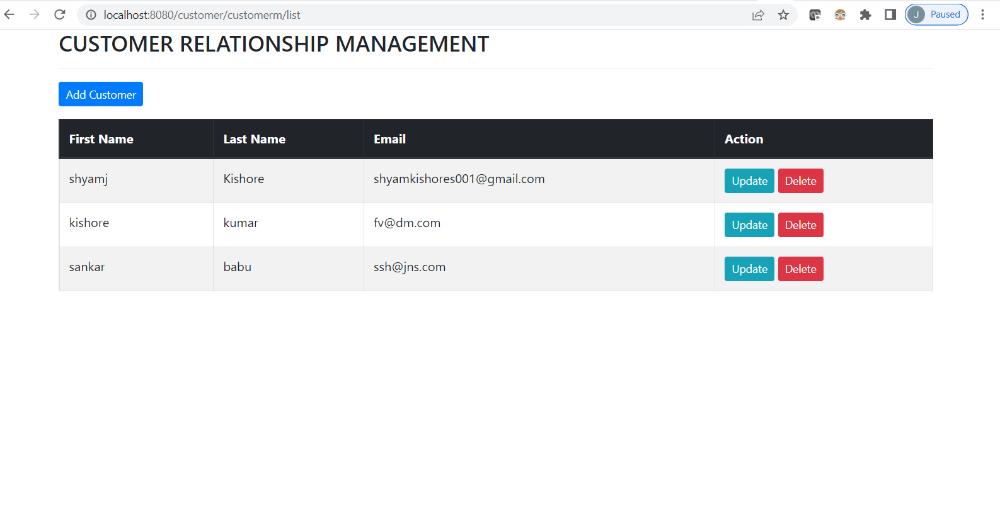 localhost:8080/customer/customerm/list J Paused
CUSTOMER RELATIONSHIP MANAGEMENT
Add Customer
First Name Last Name Email Action
shyamj Kishore shyamkishores001@gmail.com Update Delete
kishore kumar fv@dm.com Update Delete
sankar babu ssh@jns.com Update Delete